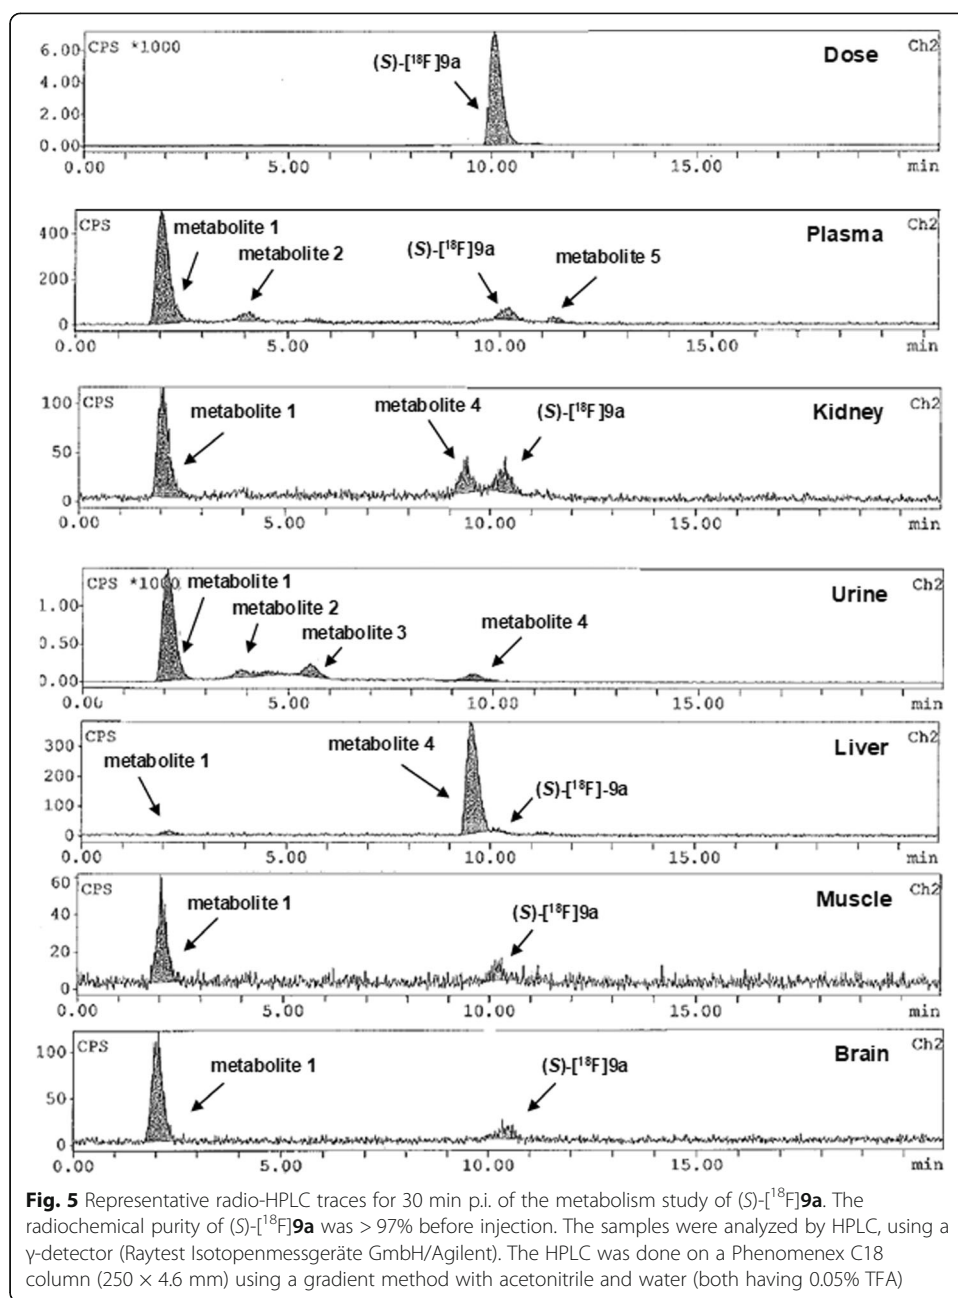 CPS *1000
Ch2
Dose
(S)-[18F]9a
6.00
4.00
2.00
0.00
0.00 5.00 10.00 15.00
min
CPS
Ch2
Plasma
metabolite 1
metabolite 2
(S)-[18F]9a
metabolite 5
400
200
0
0.00 5.00 10.00 15.00
min
CPS
Ch2
Kidney
metabolite 1
metabolite 4
(S)-[18F]9a
100
50
0
0.00 5.00 10.00 15.00
min
CPS *1000
Ch2
Urine
metabolite 1
metabolite 2
metabolite 3
metabolite 4
1.00
0.50
0.00
0.00 5.00 10.00 15.00
min
CPS
Ch2
Liver
metabolite 1
metabolite 4
(S)-[18F]-9a
300
200
100
0
0.00 5.00 10.00 15.00
min
CPS
Ch2
Muscle
metabolite 1
(S)-[18F]9a
60
40
20
0
0.00 5.00 10.00 15.00
min
CPS
Ch2
Brain
metabolite 1
(S)-[18F]9a
100
50
0
0.00 5.00 10.00 15.00
min
Fig. 5 Representative radio-HPLC traces for 30 min p.i. of the metabolism study of (S)-[18F]9a. The
radiochemical purity of (S)-[18F]9a was > 97% before injection. The samples were analyzed by HPLC, using a
γ-detector (Raytest Isotopenmessgeräte GmbH/Agilent). The HPLC was done on a Phenomenex C18
column (250 × 4.6 mm) using a gradient method with acetonitrile and water (both having 0.05% TFA)